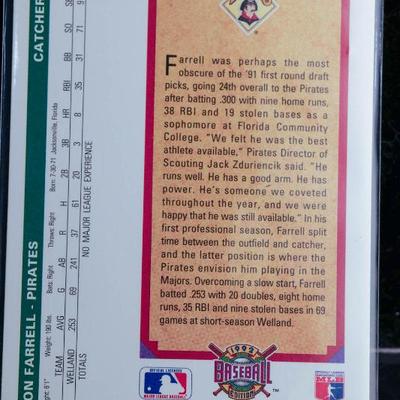 CATCHER
ON FARRELL - PIRATES
Weight: 190 lbs. Bats: Right Throws: Right Born: 7-30-71 Jacksonville, Florida
TEAM AVG G AB R H 2B 3B HR RBI BB SO
WELLAND .253 69 241 37 61 20 3 8 35
TOTALS NO MAJOR LEAGUE EXPERIENCE
Farrell was perhaps the most
obscure of the '91 first round draft
picks, going 24th overall to the Pirates
after batting .300 with nine home runs,
38 RBI and 19 stolen bases as a
sophomore at Florida Community
College. "We felt he was the best
athlete available," Pirates Director of
Scouting Jack Zduriencik said. "He
runs well. He has a good arm. He has
power. He's someone we coveted
throughout the year, and we were
happy that he was still available." In his
first professional season, Farrell split
time between the outfield and catcher,
and the latter position is where the
Pirates envision him playing in the
Majors. Overcoming a slow start, Farrell
batted .253 with 20 doubles, eight home
runs, 35 RBI and nine stolen bases in 69
games at short-season Welland.
OFFICIAL LICENSEE
MAJOR LEAGUE BASEBALL
1992
BASEBALL
EDITION
MLB